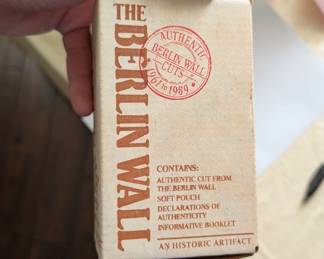 THE
BERLIN WALL
AUTHENTIC
BERLIN WALL
CUTS
1961 to 1989
CONTAINS:
AUTHENTIC CUT FROM
THE BERLIN WALL
SOFT POUCH
DECLARATIONS OF
AUTHENTICITY
INFORMATIVE BOOKLET
AN HISTORIC ARTIFACT